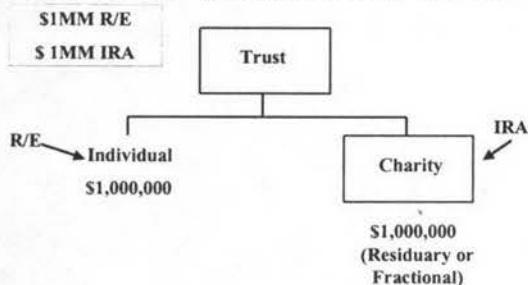 $1MM R/E
$ 1MM IRA
Trust
IRA
R/E
Individual
$1,000,000
Charity
$1,000,000
(Residuary or
Fractional)